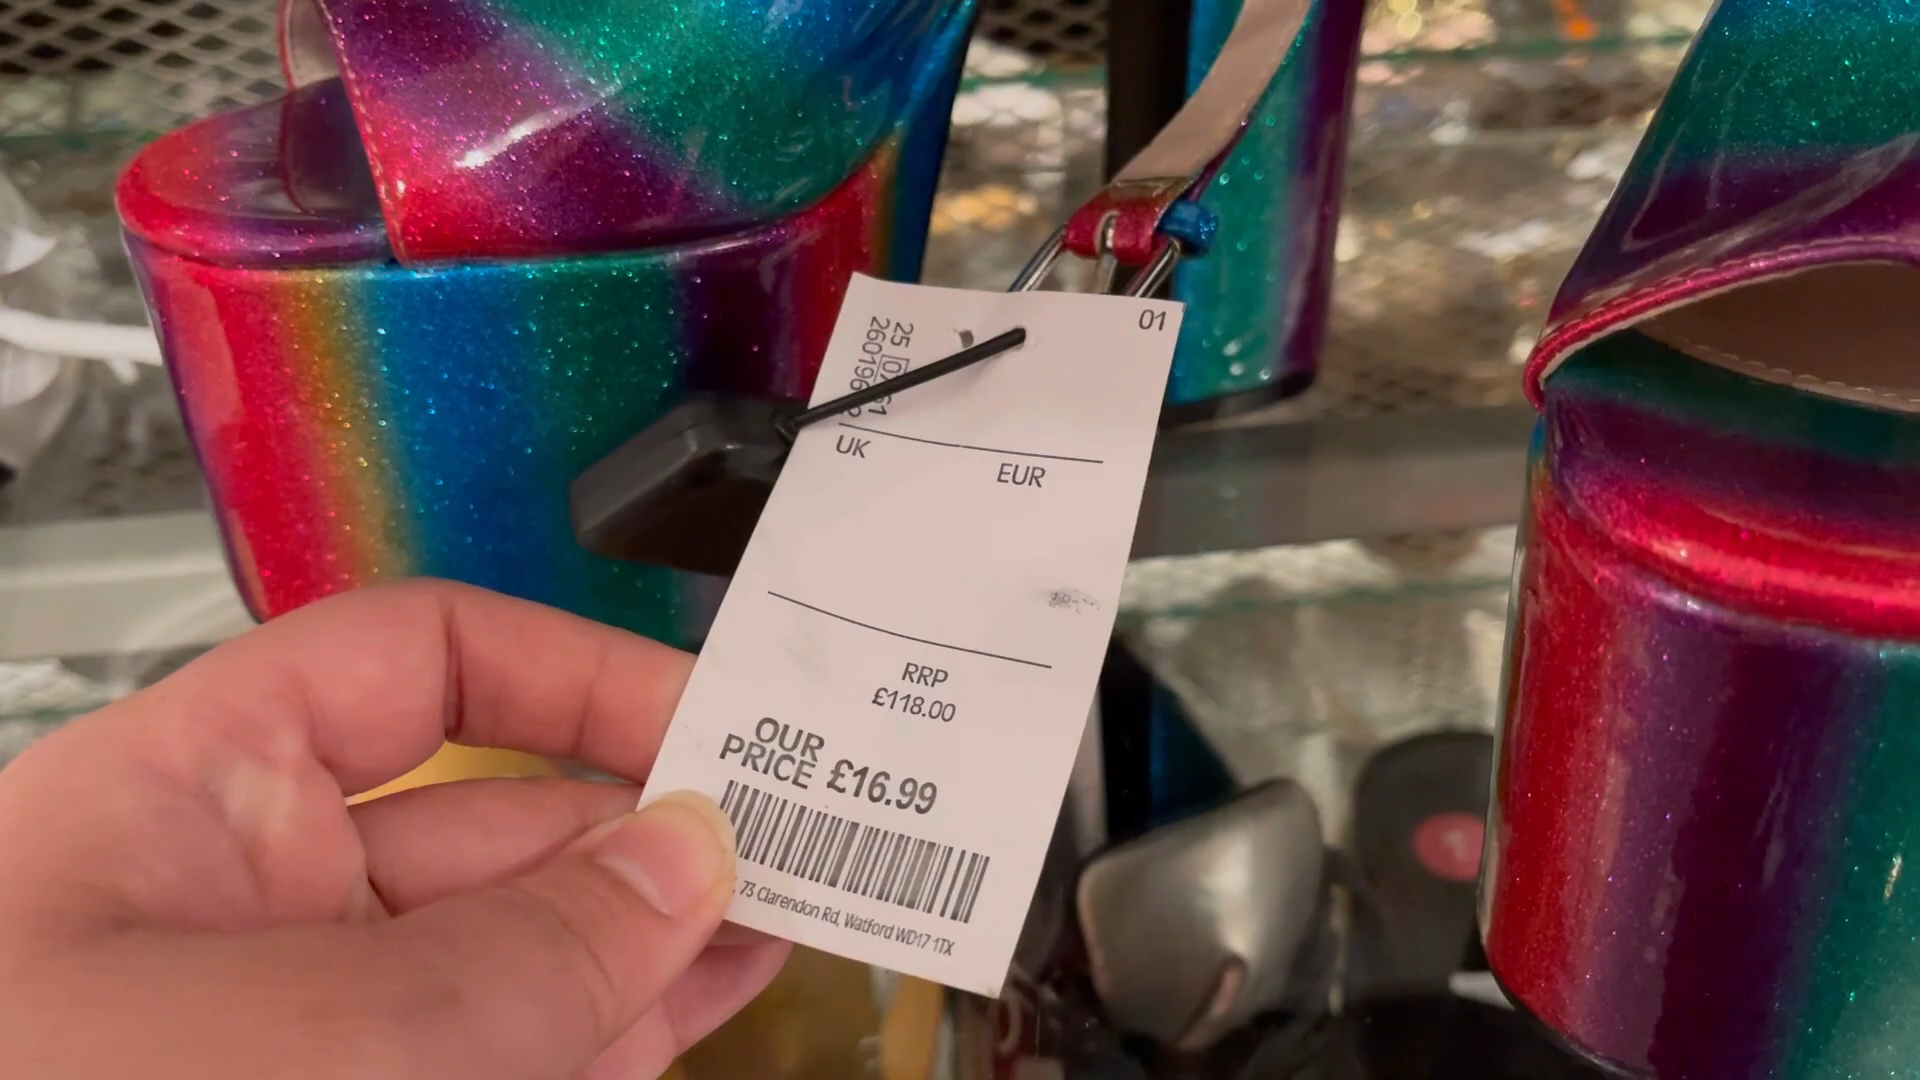 01
25
UK
EUR
RRP
£118.00
OUR
PRICE £16.99
73 Clarendon Rd, Watford WD17 1TX